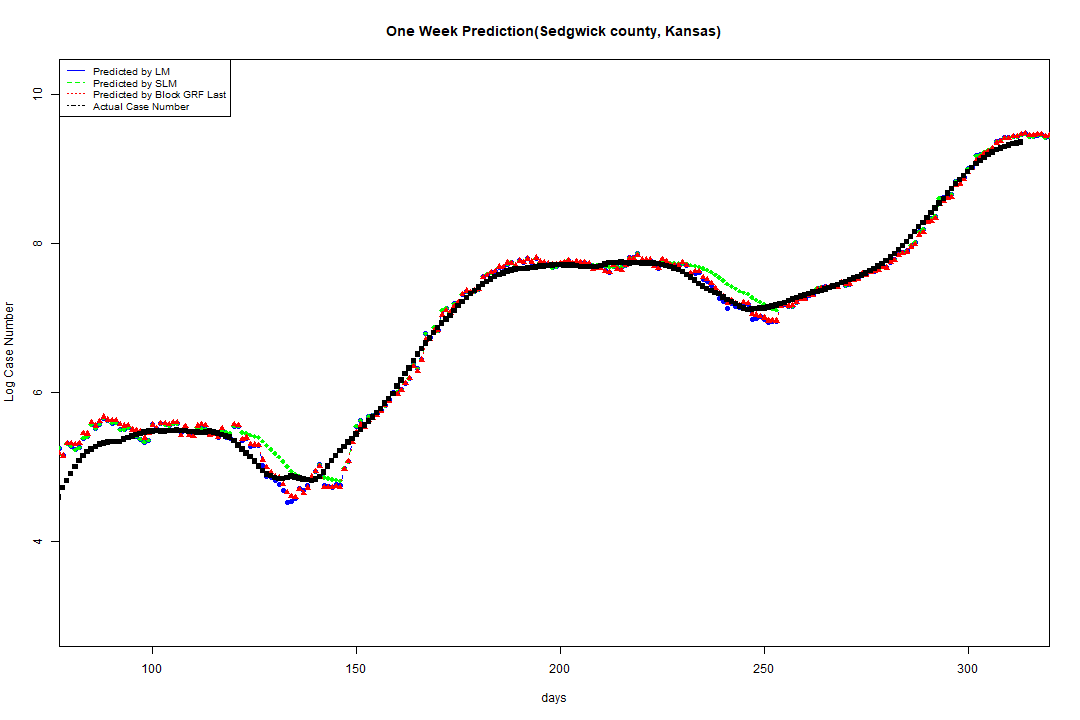 One Week Prediction(Sedgwick county, Kansas)
Predicted by LM
Predicted by SLM
Predicted by Block GRF Last
Actual Case Number
10
8
6
4
Log Case Number
100 150 200 250 300
days